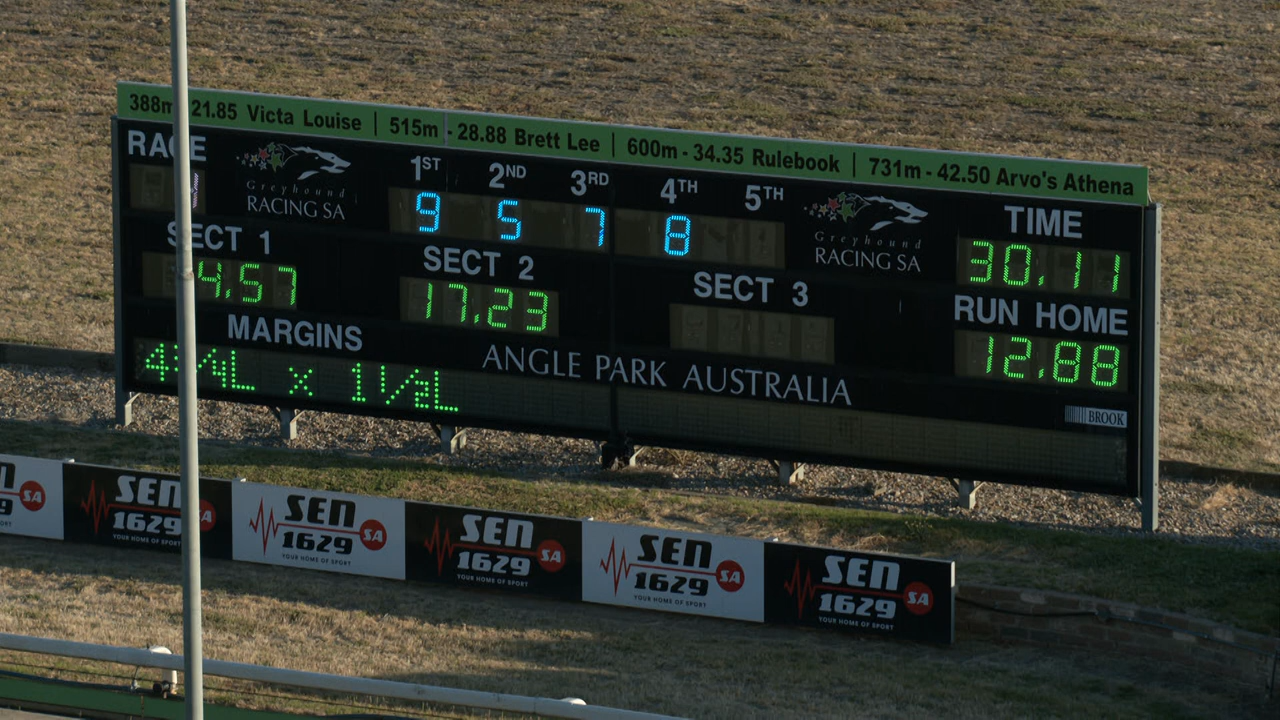 388m 21.85 Victa Louise | 515m - 28.88 Brett Lee | 600m - 34.35 Rulebook | 731m - 42.50 Arvo's Athena
RACE
Greyhound
RACING SA
1ST 2ND 3RD 4TH 5TH
9 5 7 8
Greyhound
RACING SA
TIME
30.11
SECT 1
4.57
SECT 2
17.23
SECT 3
RUN HOME
12.88
MARGINS
ANGLE PARK AUSTRALIA
x 1 1/2L
BROOK
SEN SA
1629
YOUR HOME OF SPORT
SEN SA
1629
YOUR HOME OF SPORT
SEN SA
1629
YOUR HOME OF SPORT
SEN SA
1629
YOUR HOME OF SPORT
SEN SA
1629
YOUR HOME OF SPORT